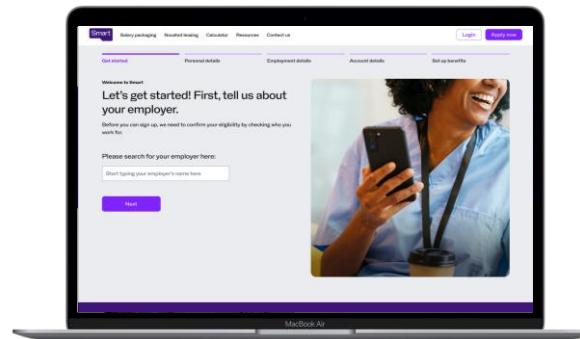 Smart Salary packaging Novated leasing Calculator Resources Contact us Login Apply now
Get started Personal details Employment details Account details Set up benefits
Welcome to Smart
Let's get started! First, tell us about
your employer.
Before you can sign up, we need to confirm your eligibility by checking who you
work for.
Please search for your employer here:
Start typing your employer's name here
Next
MacBook Air